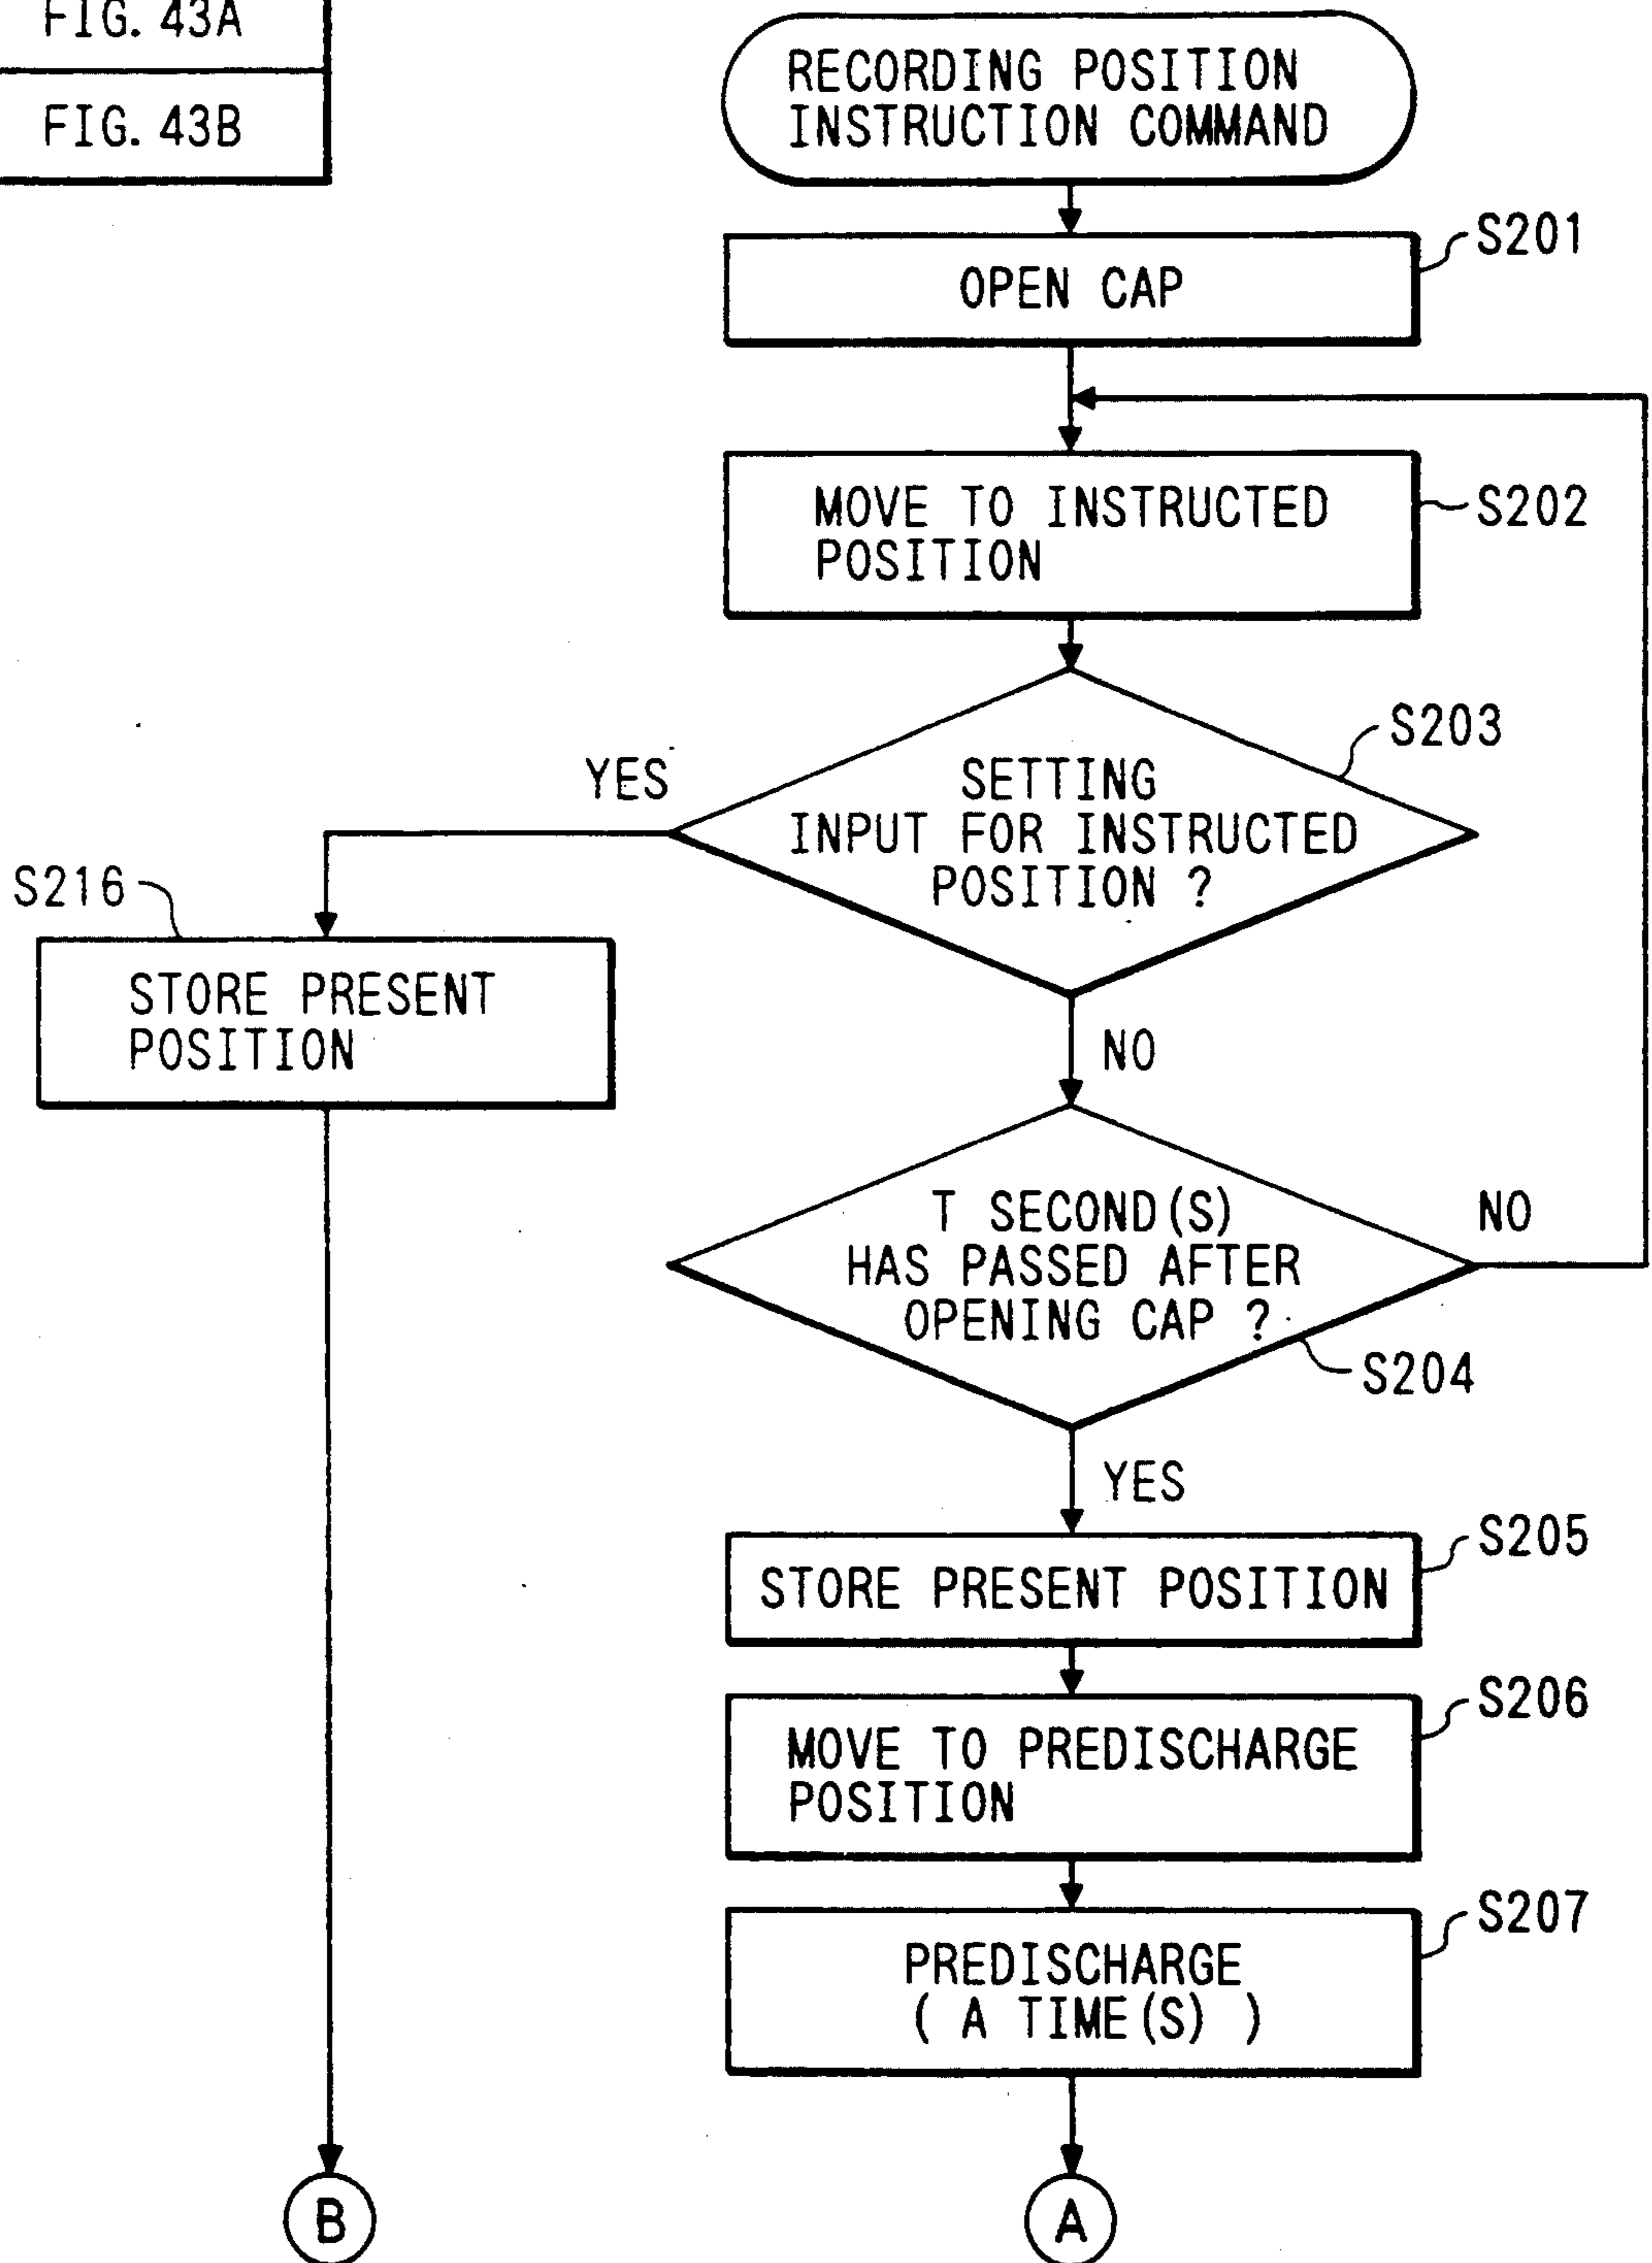 FIG. 43A
FIG. 43B
RECORDING POSITION
INSTRUCTION COMMAND
S201
OPEN CAP
MOVE TO INSTRUCTED
POSITION
S202
S203
YES
SETTING
INPUT FOR INSTRUCTED
POSITION ?
S216
STORE PRESENT
POSITION
NO
T SECOND(S)
HAS PASSED AFTER
OPENING CAP ?
NO
S204
YES
S205
STORE PRESENT POSITION
S206
MOVE TO PREDISCHARGE
POSITION
S207
PREDISCHARGE
( A TIME(S) )
B
A